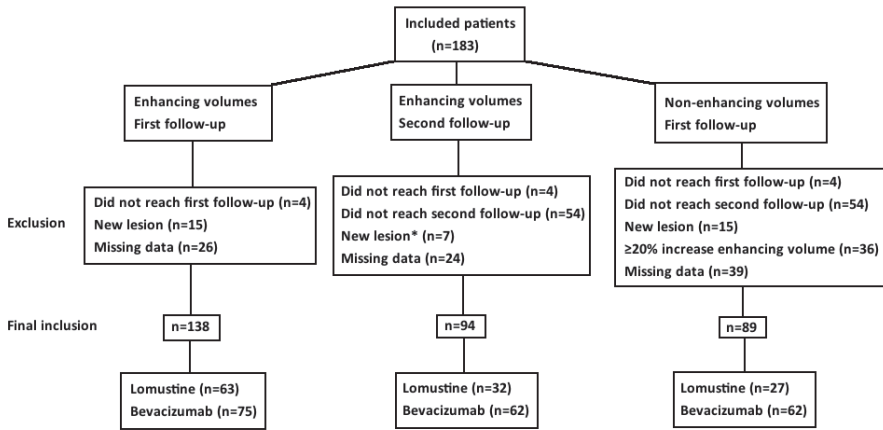 Included patients
(n=183)
Enhancing volumes
First follow-up
Enhancing volumes
Second follow-up
Non-enhancing volumes
First follow-up
Exclusion
Did not reach first follow-up (n=4)
New lesion (n=15)
Missing data (n=26)
Did not reach first follow-up (n=4)
Did not reach second follow-up (n=54)
New lesion* (n=7)
Missing data (n=24)
Did not reach first follow-up (n=4)
Did not reach second follow-up (n=54)
New lesion (n=15)
≥20% increase enhancing volume (n=36)
Missing data (n=39)
Final inclusion
n=138
n=94
n=89
Lomustine (n=63)
Bevacizumab (n=75)
Lomustine (n=32)
Bevacizumab (n=62)
Lomustine (n=27)
Bevacizumab (n=62)